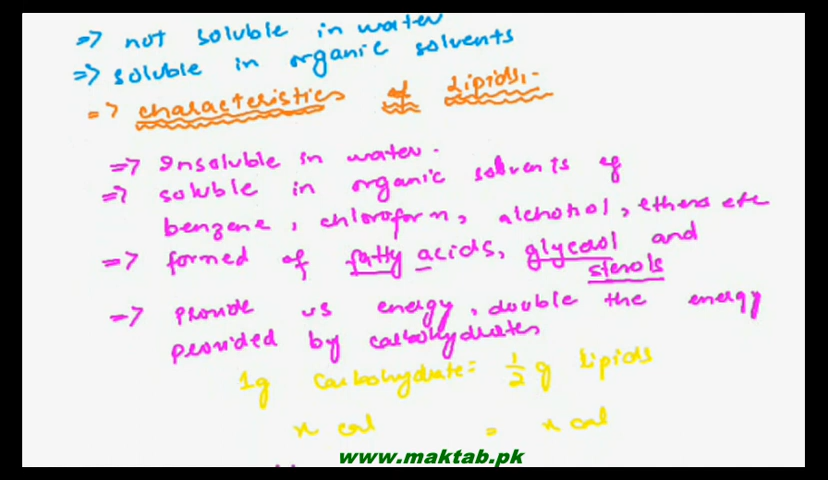 => not soluble in water
=> soluble in organic solvents
=> characteristics of Lipids:-
=> Insoluble in water.
=> soluble in organic solvents of
benzene, chloroform, alchohol, ethers etc
=> formed of fatty acids, glycerol and
sterols
=> provide us energy, double the energy
provided by carbohydrates
1g carbohydrate = 1/2 g lipids
x cal = x cal
www.maktab.pk